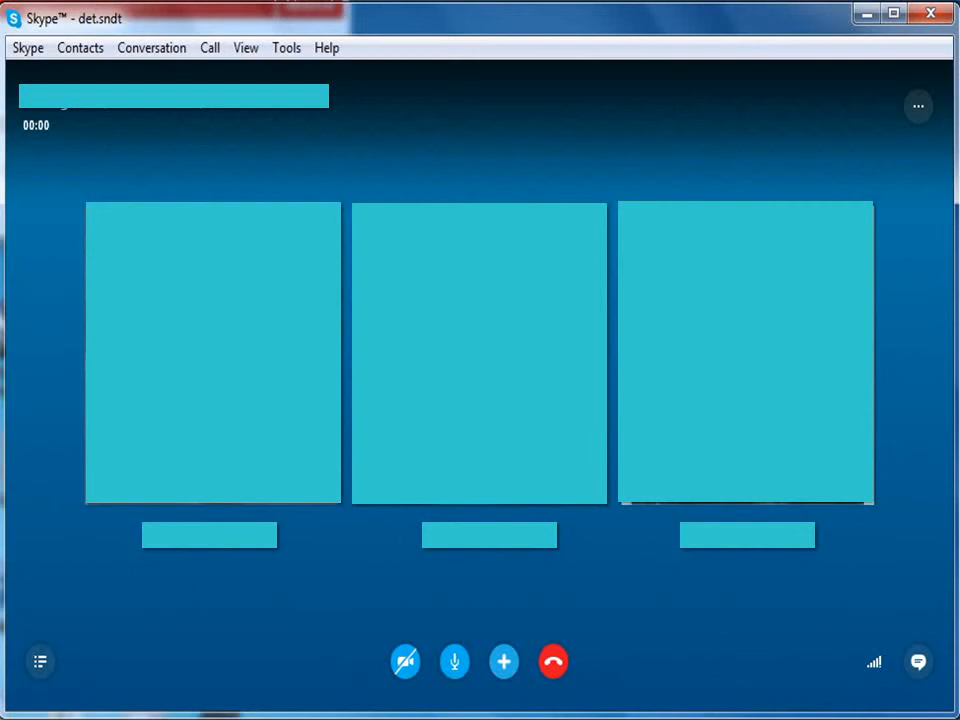 Skype™ - det.sndt
Skype Contacts Conversation Call View Tools Help
00:00